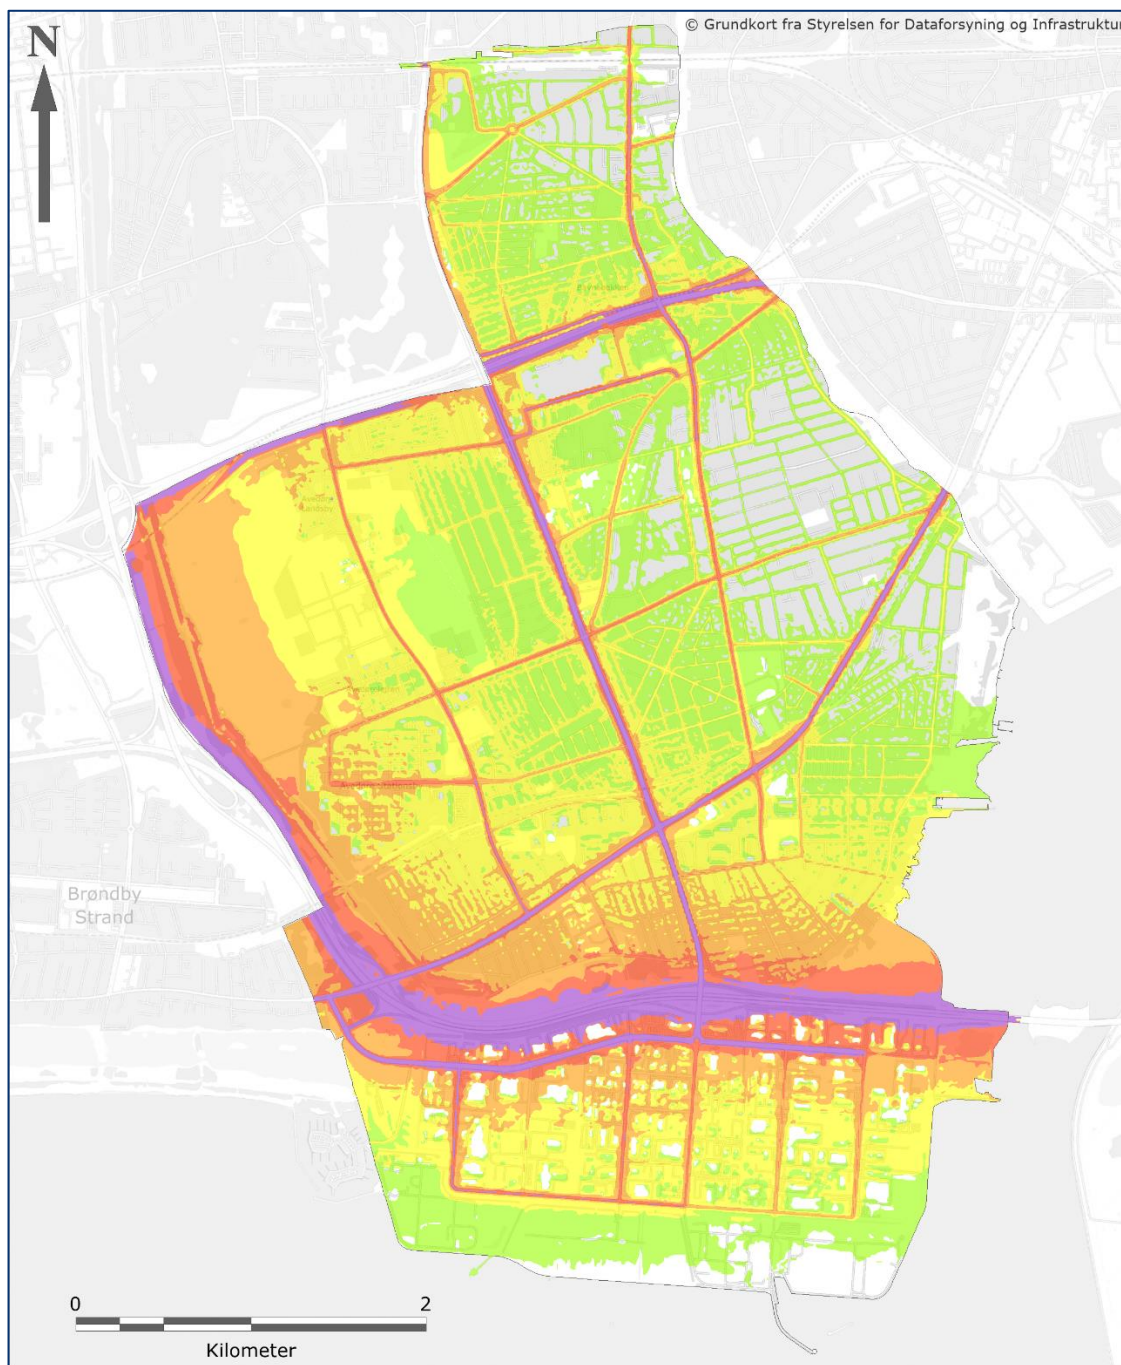 © Grundkort fra Styrelsen for Dataforsyning og Infrastruktur
N
Brøndby
Strand
0 2
Kilometer